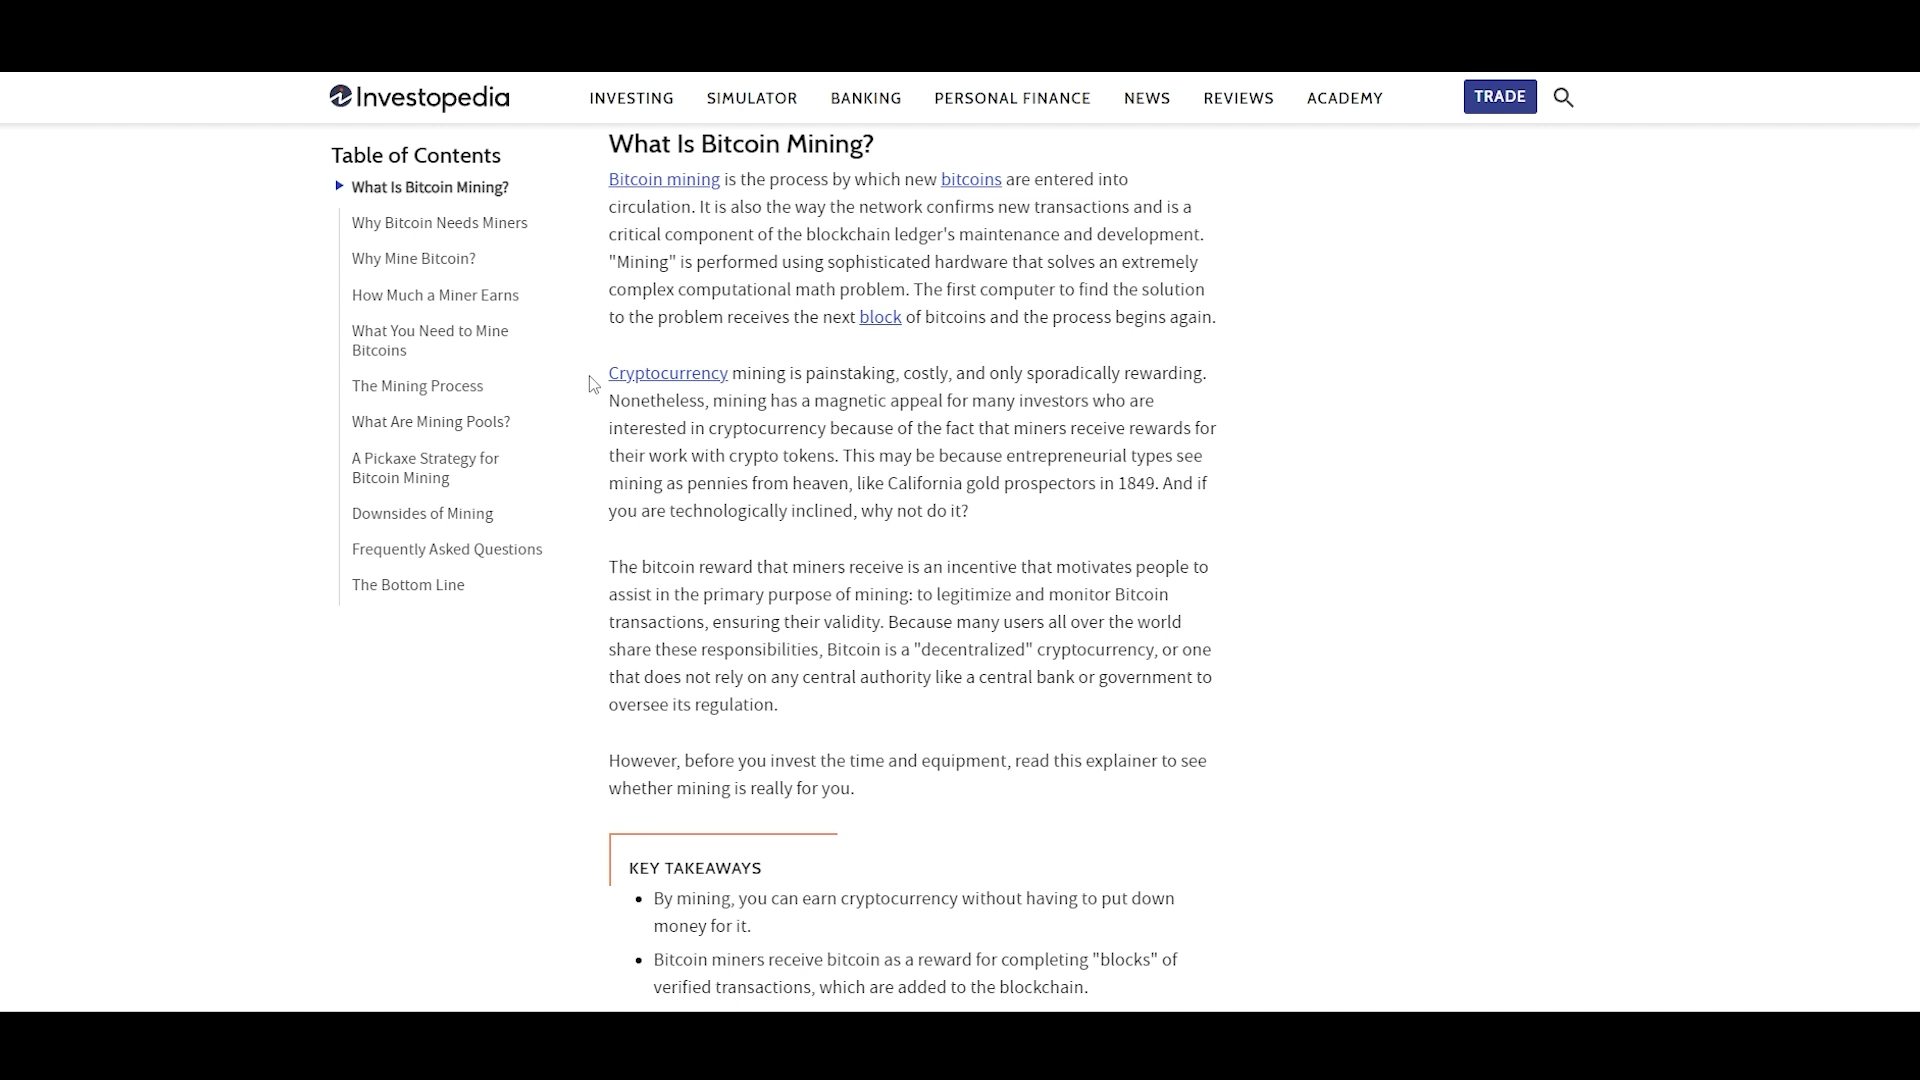 Investopedia
INVESTING SIMULATOR BANKING PERSONAL FINANCE NEWS REVIEWS ACADEMY TRADE
Table of Contents
What Is Bitcoin Mining?
Why Bitcoin Needs Miners
Why Mine Bitcoin?
How Much a Miner Earns
What You Need to Mine
Bitcoins
The Mining Process
What Are Mining Pools?
A Pickaxe Strategy for
Bitcoin Mining
Downsides of Mining
Frequently Asked Questions
The Bottom Line
What Is Bitcoin Mining?
Bitcoin mining is the process by which new bitcoins are entered into
circulation. It is also the way the network confirms new transactions and is a
critical component of the blockchain ledger's maintenance and development.
"Mining" is performed using sophisticated hardware that solves an extremely
complex computational math problem. The first computer to find the solution
to the problem receives the next block of bitcoins and the process begins again.
Cryptocurrency mining is painstaking, costly, and only sporadically rewarding.
Nonetheless, mining has a magnetic appeal for many investors who are
interested in cryptocurrency because of the fact that miners receive rewards for
their work with crypto tokens. This may be because entrepreneurial types see
mining as pennies from heaven, like California gold prospectors in 1849. And if
you are technologically inclined, why not do it?
The bitcoin reward that miners receive is an incentive that motivates people to
assist in the primary purpose of mining: to legitimize and monitor Bitcoin
transactions, ensuring their validity. Because many users all over the world
share these responsibilities, Bitcoin is a "decentralized" cryptocurrency, or one
that does not rely on any central authority like a central bank or government to
oversee its regulation.
However, before you invest the time and equipment, read this explainer to see
whether mining is really for you.
KEY TAKEAWAYS
• By mining, you can earn cryptocurrency without having to put down
money for it.
• Bitcoin miners receive bitcoin as a reward for completing "blocks" of
verified transactions, which are added to the blockchain.